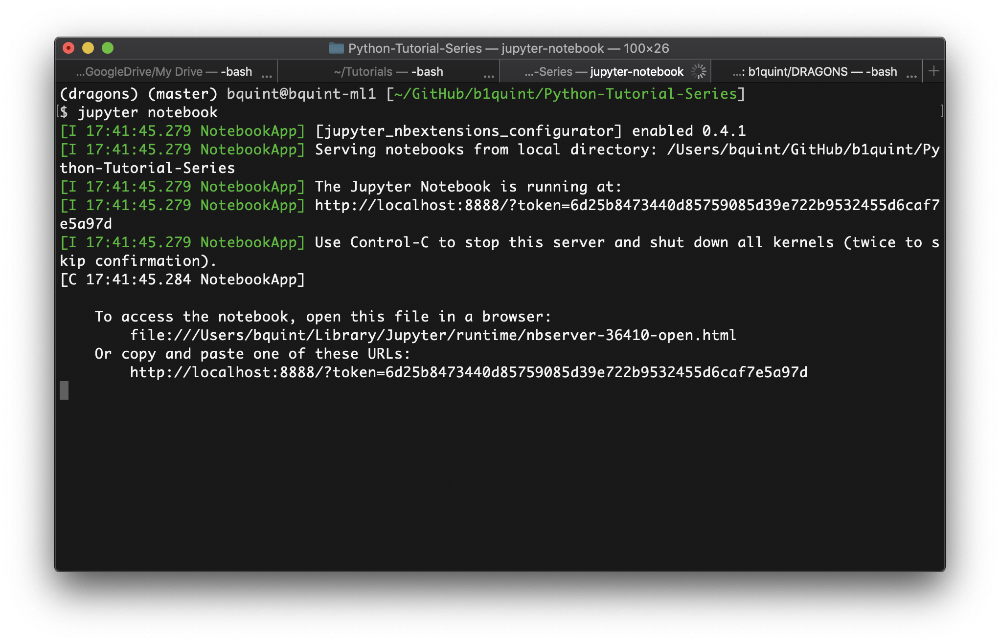 Python-Tutorial-Series — jupyter-notebook — 100×26
...GoogleDrive/My Drive — -bash ... ~/Tutorials — -bash ... ...-Series — jupyter-notebook ...: b1quint/DRAGONS — -bash ... +
(dragons) (master) bquint@bquint-ml1 [~/GitHub/b1quint/Python-Tutorial-Series]
[$ jupyter notebook ]
[I 17:41:45.279 NotebookApp] [jupyter_nbextensions_configurator] enabled 0.4.1
[I 17:41:45.279 NotebookApp] Serving notebooks from local directory: /Users/bquint/GitHub/b1quint/Py
thon-Tutorial-Series
[I 17:41:45.279 NotebookApp] The Jupyter Notebook is running at:
[I 17:41:45.279 NotebookApp] http://localhost:8888/?token=6d25b8473440d85759085d39e722b9532455d6caf7
e5a97d
[I 17:41:45.279 NotebookApp] Use Control-C to stop this server and shut down all kernels (twice to s
kip confirmation).
[C 17:41:45.284 NotebookApp]
To access the notebook, open this file in a browser:
file:///Users/bquint/Library/Jupyter/runtime/nbserver-36410-open.html
Or copy and paste one of these URLs:
http://localhost:8888/?token=6d25b8473440d85759085d39e722b9532455d6caf7e5a97d